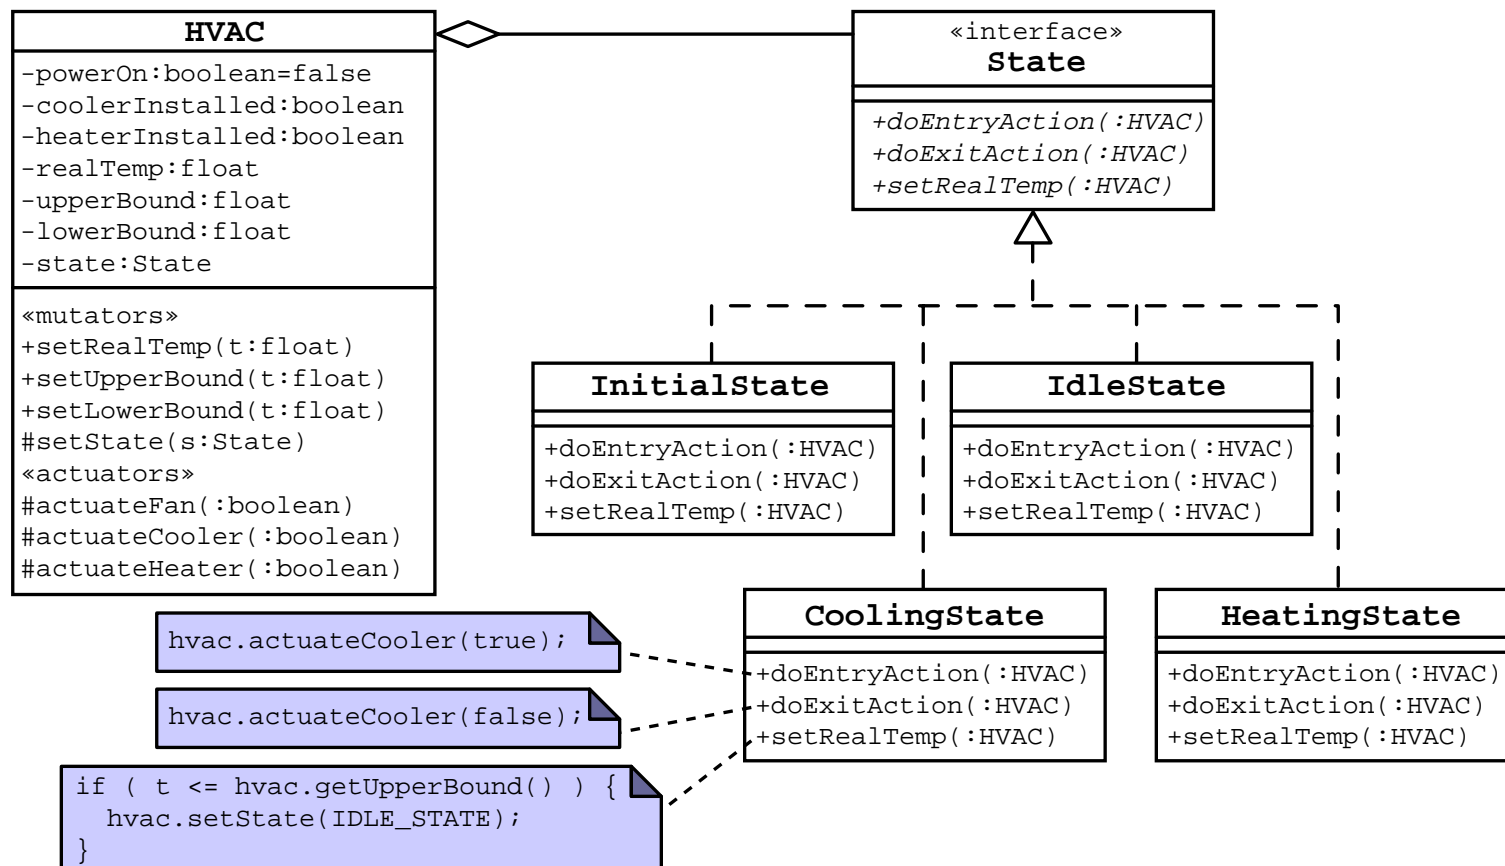 HVAC
-powerOn:boolean=false
-coolerInstalled:boolean
-heaterInstalled:boolean
-realTemp:float
-upperBound:float
-lowerBound:float
-state:State
«mutators»
+setRealTemp(t:float)
+setUpperBound(t:float)
+setLowerBound(t:float)
#setState(s:State)
«actuators»
#actuateFan(:boolean)
#actuateCooler(:boolean)
#actuateHeater(:boolean)
«interface»
State
+doEntryAction(:HVAC)
+doExitAction(:HVAC)
+setRealTemp(:HVAC)
InitialState
+doEntryAction(:HVAC)
+doExitAction(:HVAC)
+setRealTemp(:HVAC)
IdleState
+doEntryAction(:HVAC)
+doExitAction(:HVAC)
+setRealTemp(:HVAC)
CoolingState
+doEntryAction(:HVAC)
+doExitAction(:HVAC)
+setRealTemp(:HVAC)
HeatingState
+doEntryAction(:HVAC)
+doExitAction(:HVAC)
+setRealTemp(:HVAC)
hvac.actuateCooler(true);
hvac.actuateCooler(false);
if ( t <= hvac.getUpperBound() ) {
hvac.setState(IDLE_STATE);
}